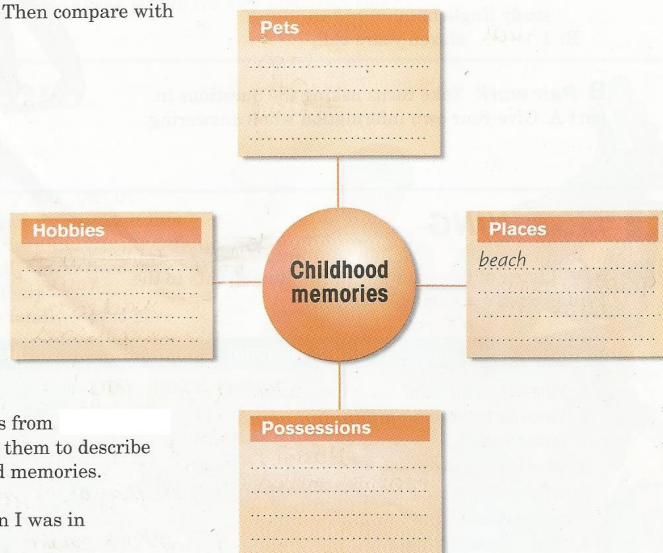 Then compare with
Pets
Hobbies
Places
beach
Childhood
memories
Possessions
s from
them to describe
d memories.
n I was in